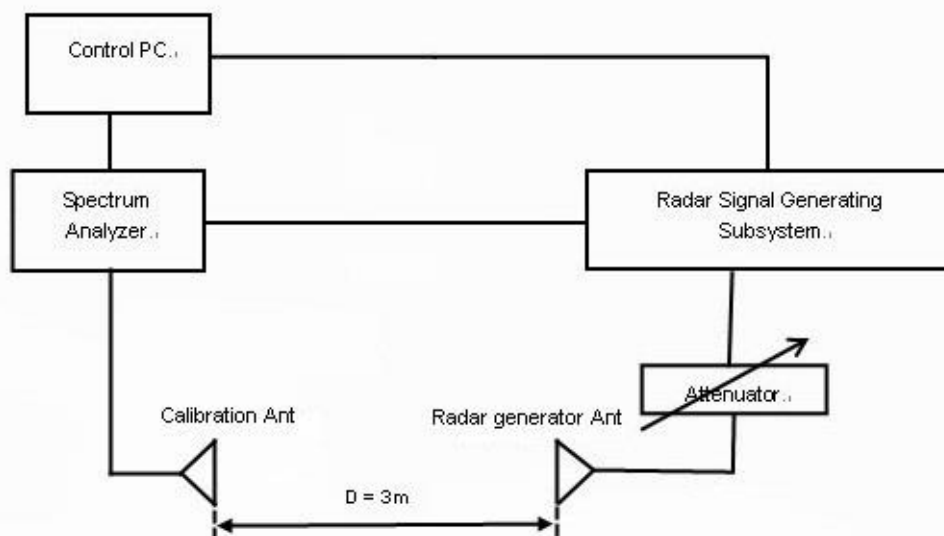 Control PC.
Spectrum
Analyzer.
Radar Signal Generating
Subsystem.
Attenuator.
Calibration Ant
Radar generator Ant
D = 3m